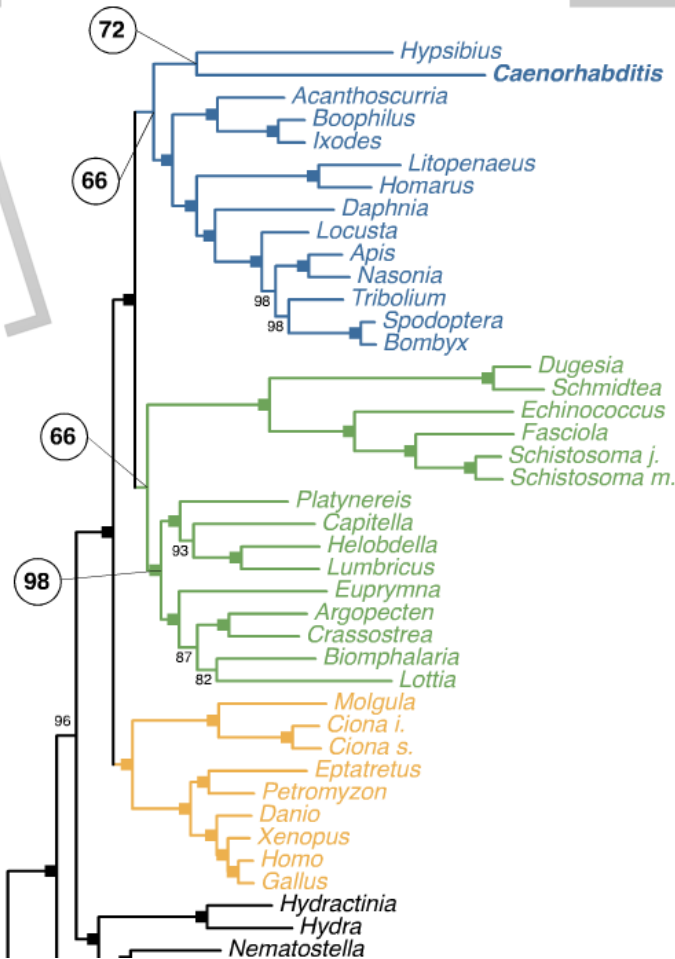 72
Hypsibius
Caenorhabditis
Acanthoscurria
Boophilus
Ixodes
66
Litopenaeus
Homarus
Daphnia
Locusta
Apis
Nasonia
98
Tribolium
98
Spodoptera
Bombyx
Dugesia
Schmidtea
Echinococcus
66
Fasciola
Schistosoma j.
Schistosoma m.
Platynereis
Capitella
93
Helobdella
Lumbricus
98
Euprymna
Argopecten
Crassostrea
87
Biomphalaria
82
Lottia
Molgula
96
Ciona i.
Ciona s.
Eptatretus
Petromyzon
Danio
Xenopus
Homo
Gallus
Hydractinia
Hydra
Nematostella